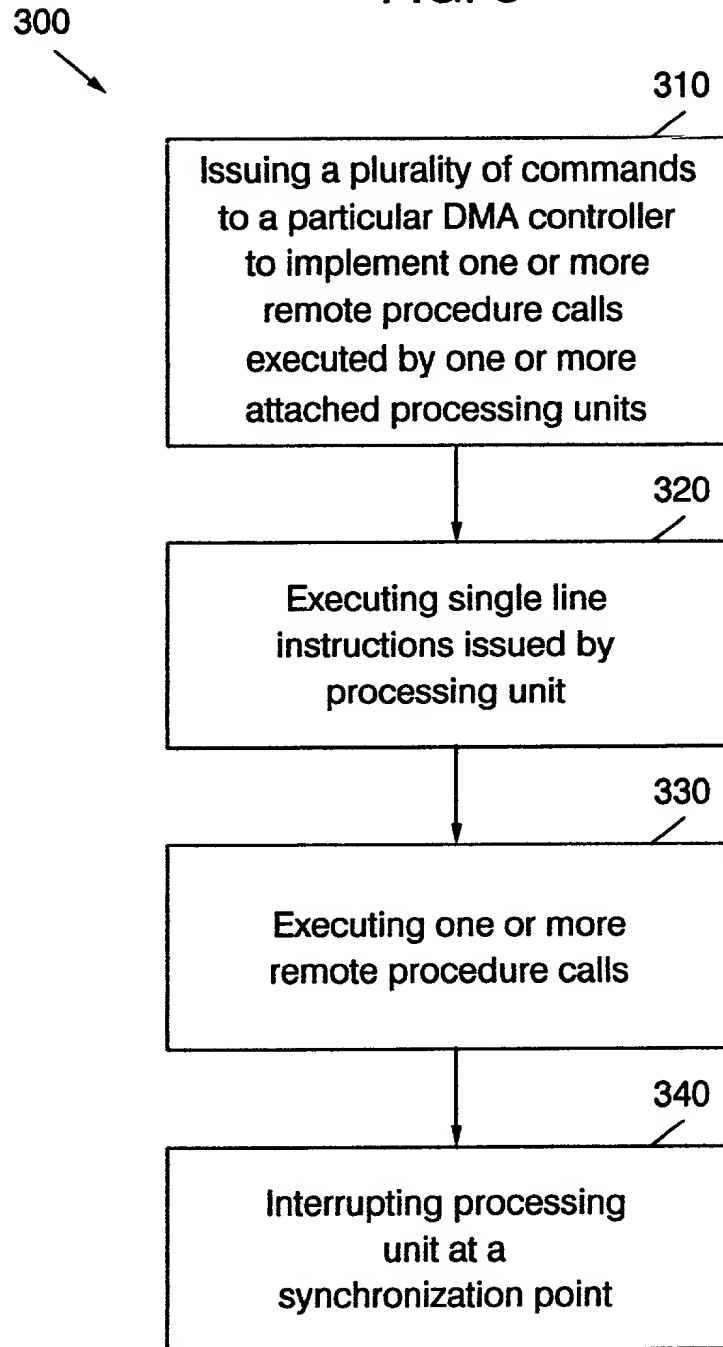 300
310
Issuing a plurality of commands
to a particular DMA controller
to implement one or more
remote procedure calls
executed by one or more
attached processing units
320
Executing single line
instructions issued by
processing unit
330
Executing one or more
remote procedure calls
340
Interrupting processing
unit at a
synchronization point